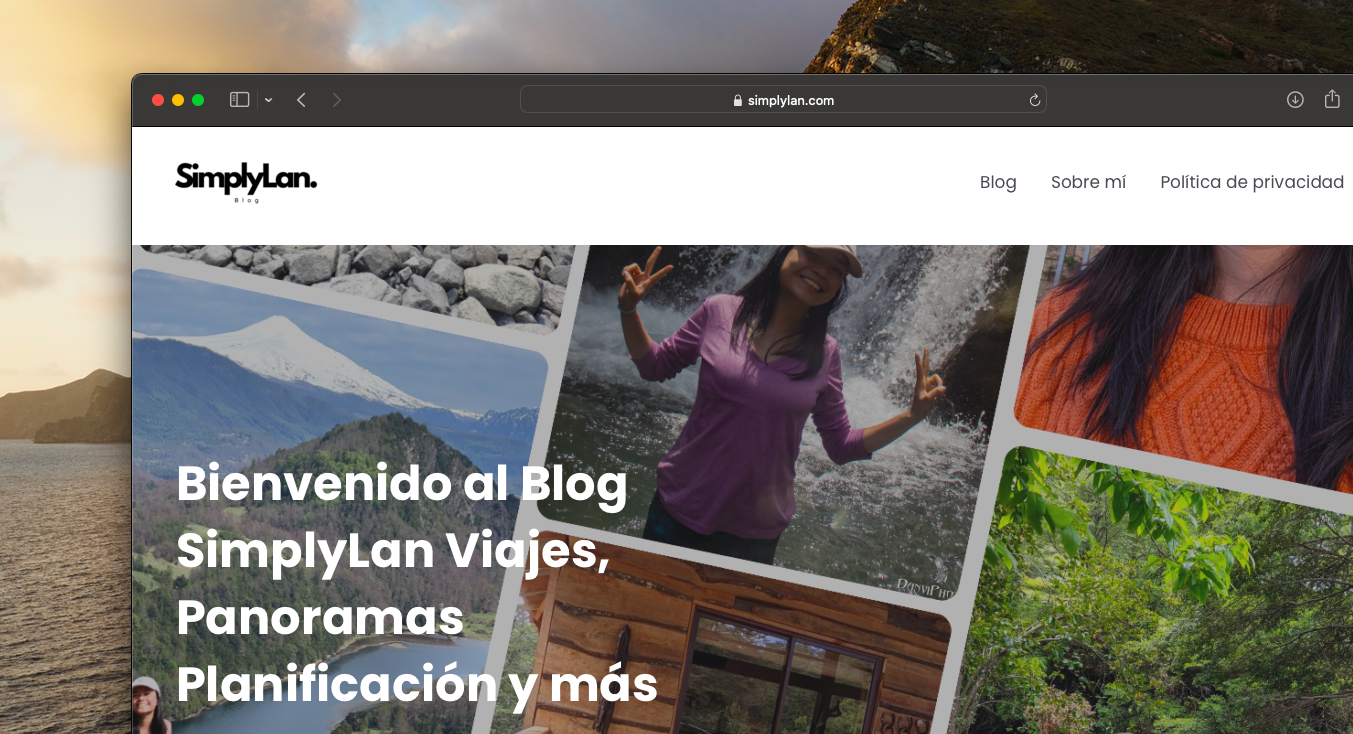 simplylan.com
SimplyLan.
Blog
Blog Sobre mí Política de privacidad
Bienvenido al Blog
SimplyLan Viajes,
Panoramas
Planificación y más